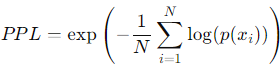 PPL = exp ( − 1/N ∑_{i=1}^{N} log(p(x_i)) )